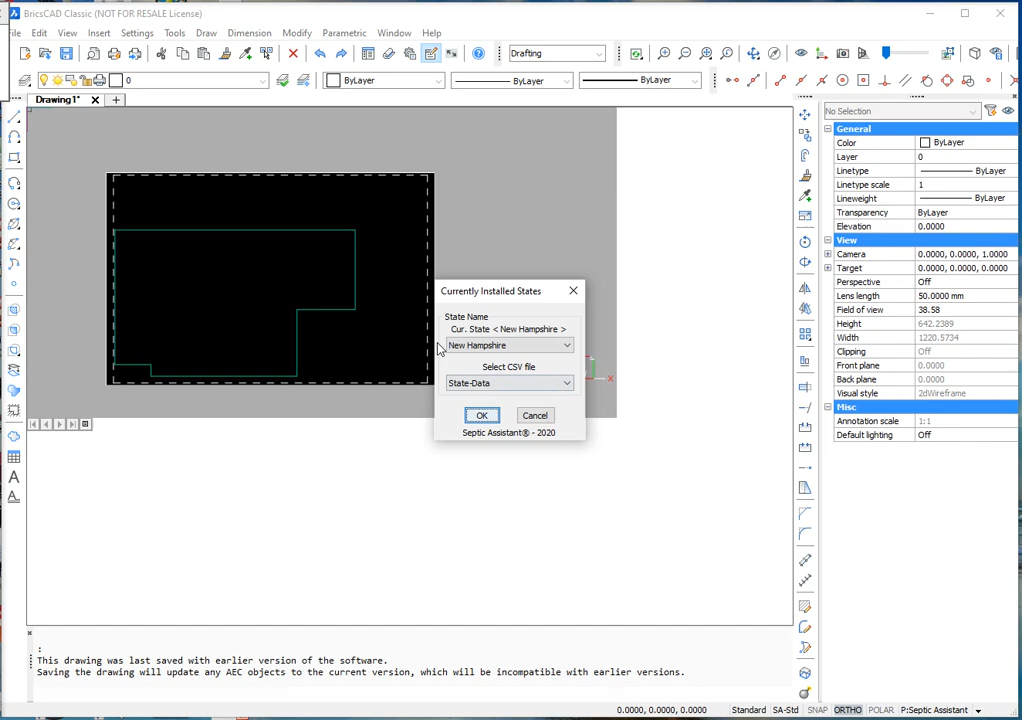 BricsCAD Classic (NOT FOR RESALE License)
File Edit View Insert Settings Tools Draw Dimension Modify Parametric Window Help
Drafting
0 ByLayer ByLayer ByLayer
Drawing1*
No Selection
General
Color ByLayer
Layer 0
Linetype ByLayer
Linetype scale 1
Lineweight ByLayer
Transparency ByLayer
Elevation 0.0000
View
Camera 0.0000, 0.0000, 1.0000
Target 0.0000, 0.0000, 0.0000
Perspective Off
Lens length 50.0000 mm
Field of view 38.58
Height 642.2389
Width 1220.5734
Clipping Off
Front plane 0.0000
Back plane 0.0000
Visual style 2dWireframe
Misc
Annotation scale 1:1
Default lighting Off
Currently Installed States
State Name
Cur. State < New Hampshire >
New Hampshire
Select CSV file
State-Data
OK Cancel
Septic Assistant® - 2020
X
A
A
:
This drawing was last saved with earlier version of the software.
Saving the drawing will update any AEC objects to the current version, which will be incompatible with earlier versions.
0.0000, 0.0000, 0.0000 Standard SA-Std SNAP ORTHO POLAR P:Septic Assistant